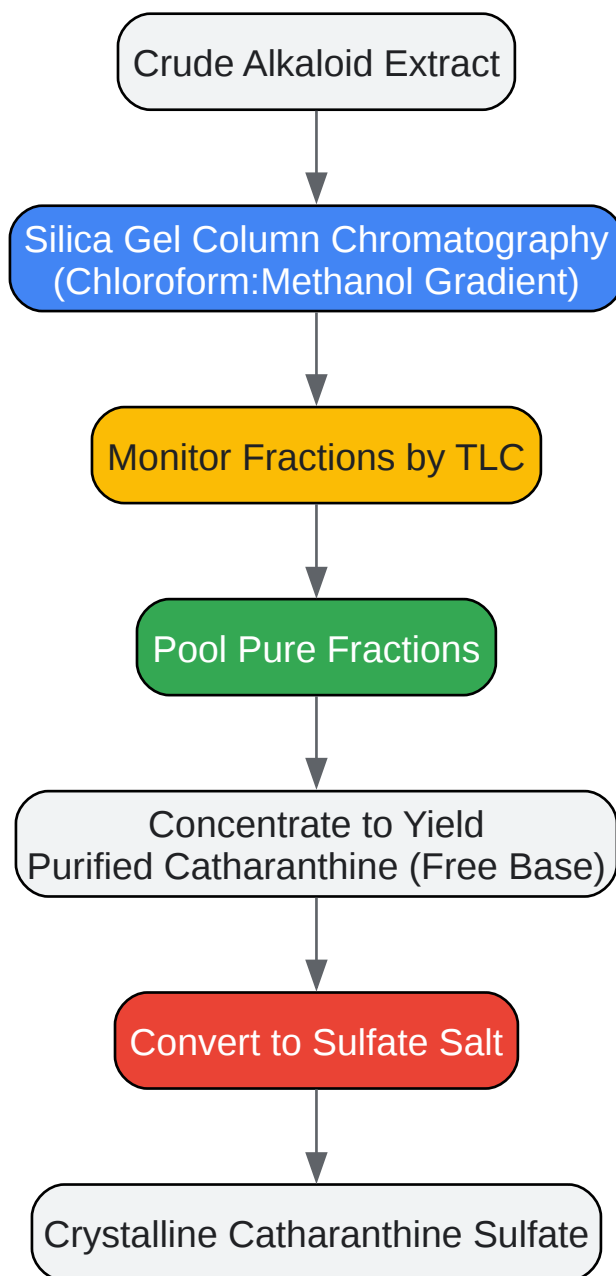 Crude Alkaloid Extract
Silica Gel Column Chromatography
(Chloroform:Methanol Gradient)
Monitor Fractions by TLC
Pool Pure Fractions
Concentrate to Yield
Purified Catharanthine (Free Base)
Convert to Sulfate Salt
Crystalline Catharanthine Sulfate